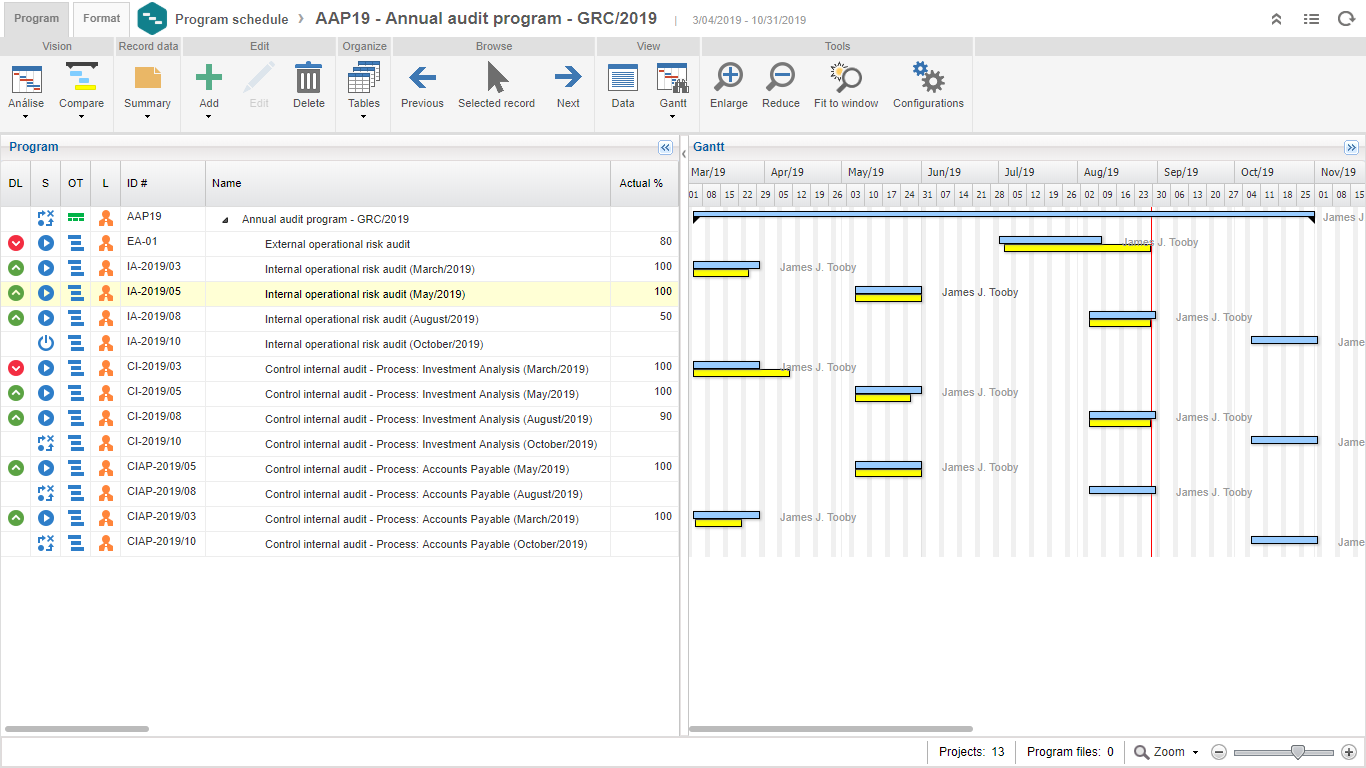 Program Format Program schedule › AAP19 - Annual audit program - GRC/2019 | 3/04/2019 - 10/31/2019
Vision Record data Edit Organize Browse View Tools
Análise Compare Summary Add Edit Delete Tables Previous Selected record Next Data Gantt Enlarge Reduce Fit to window Configurations
Program Gantt
DL S OT L ID # Name Actual %
Mar/19 Apr/19 May/19 Jun/19 Jul/19 Aug/19 Sep/19 Oct/19 Nov/19
01 08 15 22 29 05 12 19 26 03 10 17 24 31 07 14 21 28 05 12 19 26 02 09 16 23 30 06 13 20 27 04 11 18 25 01 08 15
AAP19 Annual audit program - GRC/2019 James J
EA-01 External operational risk audit 80 James J. Tooby
IA-2019/03 Internal operational risk audit (March/2019) 100 James J. Tooby
IA-2019/05 Internal operational risk audit (May/2019) 100 James J. Tooby
IA-2019/08 Internal operational risk audit (August/2019) 50 James J. Tooby
IA-2019/10 Internal operational risk audit (October/2019) James
CI-2019/03 Control internal audit - Process: Investment Analysis (March/2019) 100 James J. Tooby
CI-2019/05 Control internal audit - Process: Investment Analysis (May/2019) 100 James J. Tooby
CI-2019/08 Control internal audit - Process: Investment Analysis (August/2019) 90 James J. Tooby
CI-2019/10 Control internal audit - Process: Investment Analysis (October/2019) James
CIAP-2019/05 Control internal audit - Process: Accounts Payable (May/2019) 100 James J. Tooby
CIAP-2019/08 Control internal audit - Process: Accounts Payable (August/2019) James J. Tooby
CIAP-2019/03 Control internal audit - Process: Accounts Payable (March/2019) 100 James J. Tooby
CIAP-2019/10 Control internal audit - Process: Accounts Payable (October/2019) James
Projects: 13 Program files: 0 Zoom